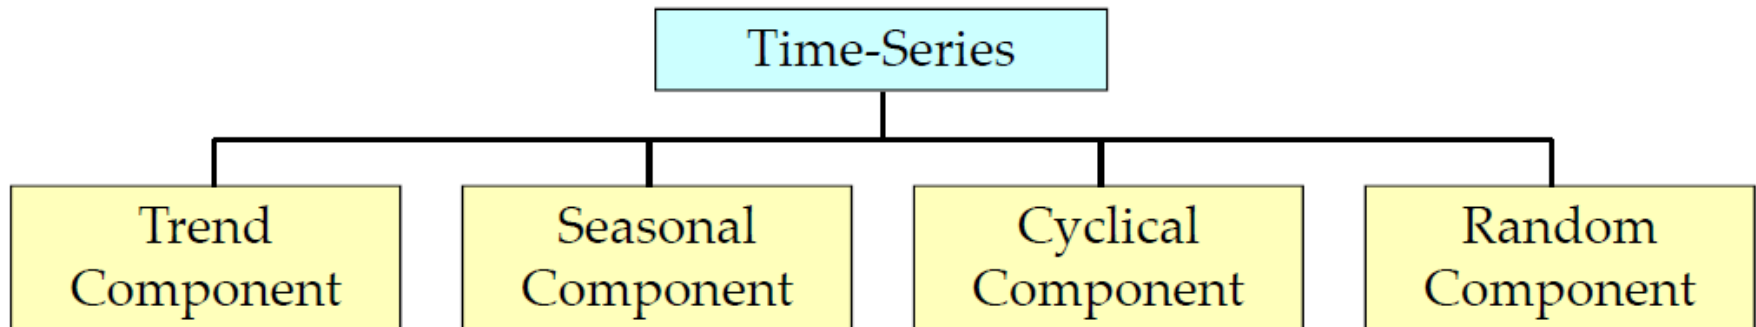 Time-Series
Trend
Component
Seasonal
Component
Cyclical
Component
Random
Component